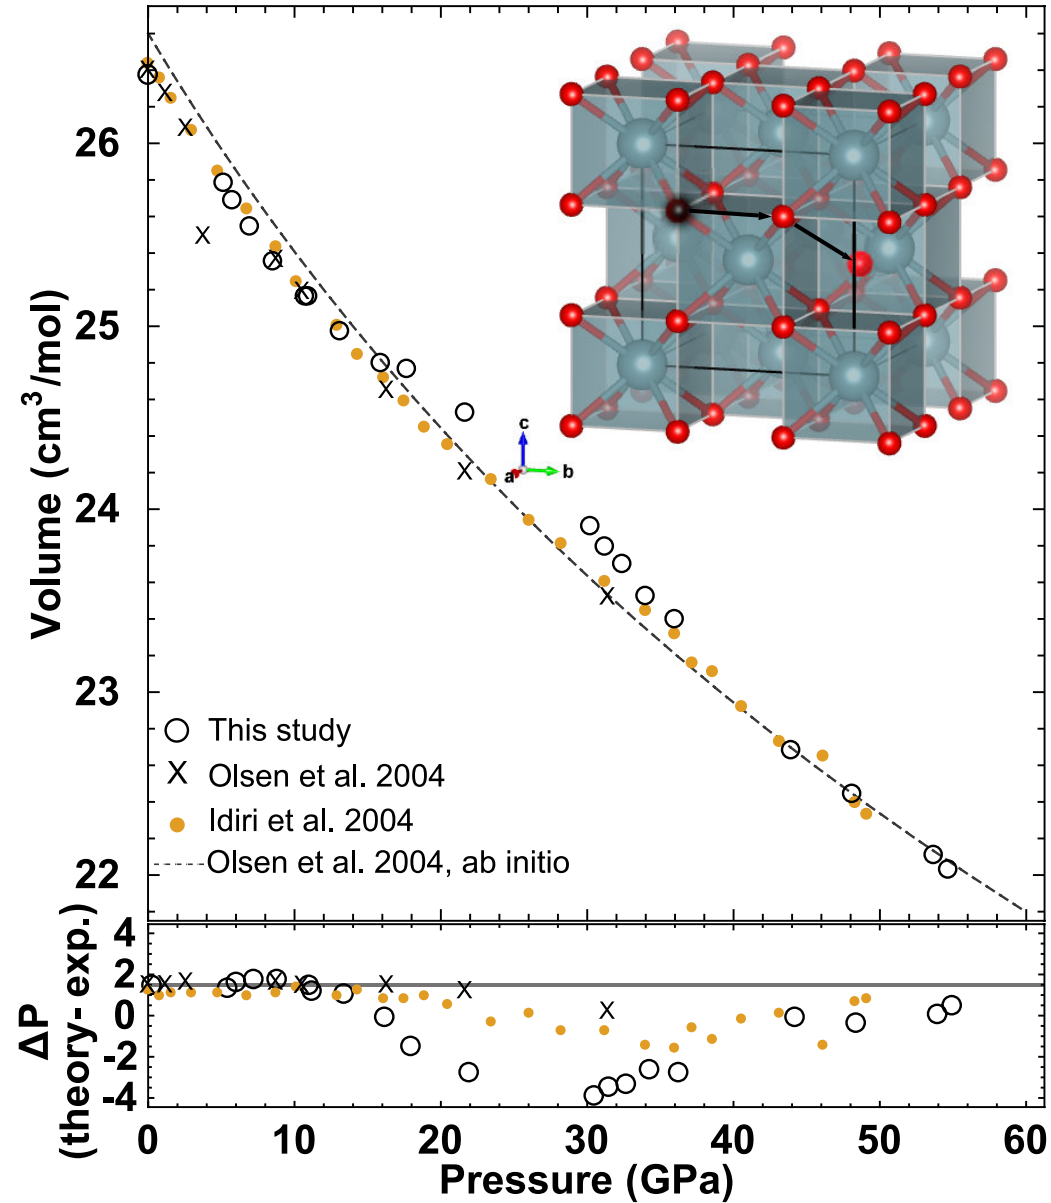 26
25
24
23
22
Volume (cm³/mol)
c
a b
This study
X Olsen et al. 2004
Idiri et al. 2004
Olsen et al. 2004, ab initio
4
2
0
-2
-4
ΔP
(theory- exp.)
0 10 20 30 40 50 60
Pressure (GPa)